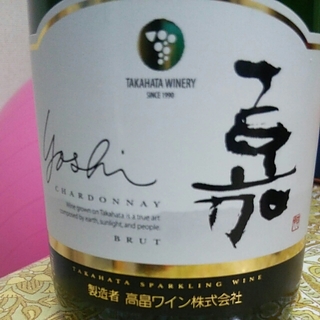 TAKAHATA WINERY
SINCE 1990
嘉
yoshi
CHARDONNAY
Wine grown on Takahata is a true art
composed by earth, sunlight, and people.
BRUT
TAKAHATA SPARKLING WINE
製造者 高畠ワイン株式会社